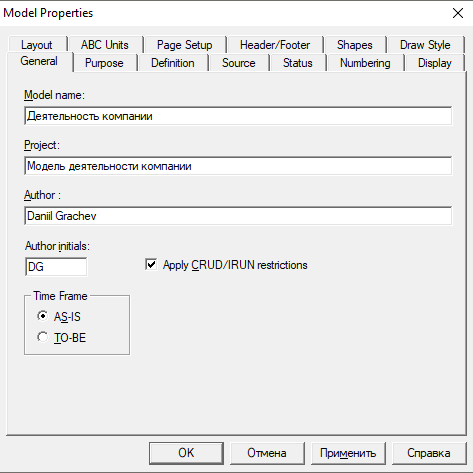 Model Properties
Layout ABC Units Page Setup Header/Footer Shapes Draw Style
General Purpose Definition Source Status Numbering Display
Model name:
Деятельность компании
Project:
Модель деятельности компании
Author :
Daniil Grachev
Author initials:
DG Apply CRUD/IRUN restrictions
Time Frame
AS-IS
TO-BE
OK Отмена Применить Справка